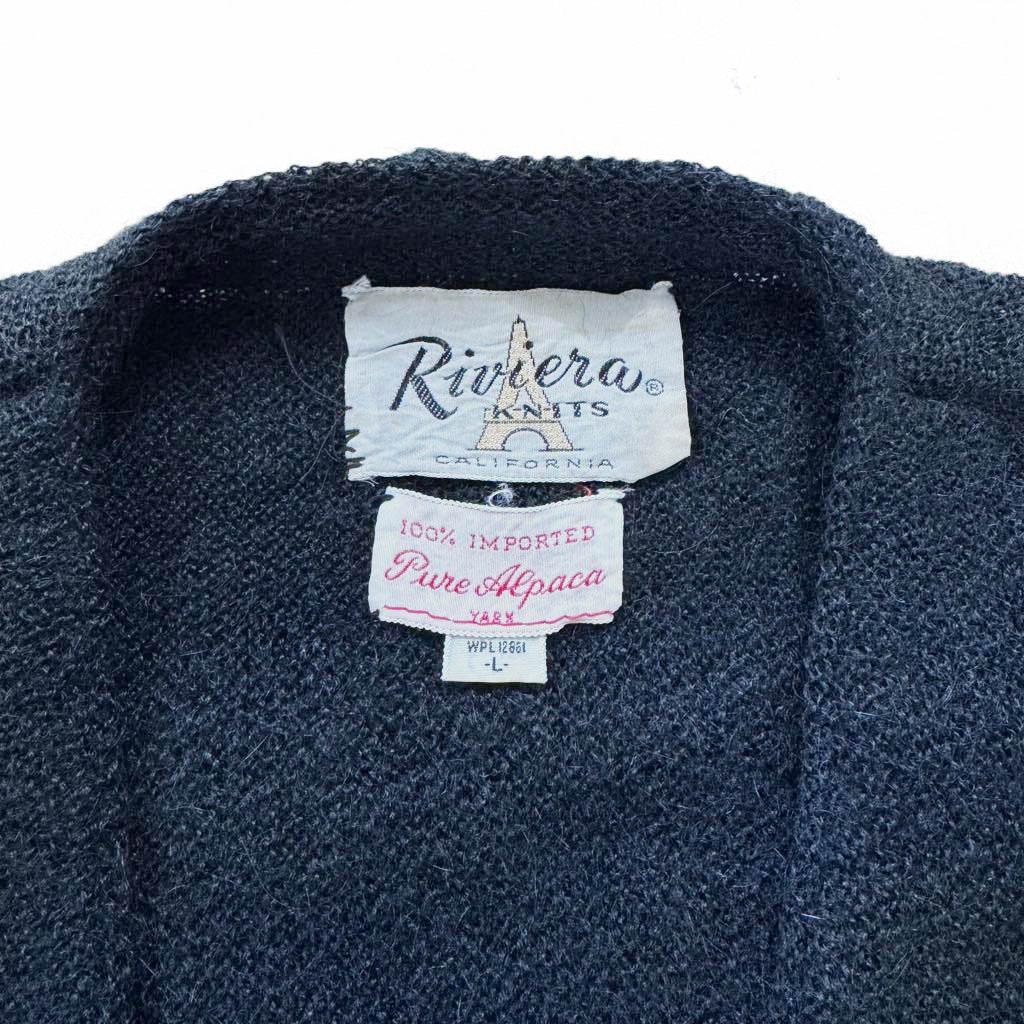 Riviera®
KNITS
CALIFORNIA
100% IMPORTED
Pure Alpaca
YARN
WPL12861
-L-